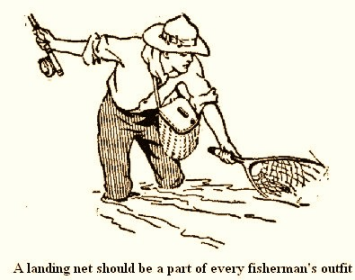 A landing net should be a part of every fisherman's outfit